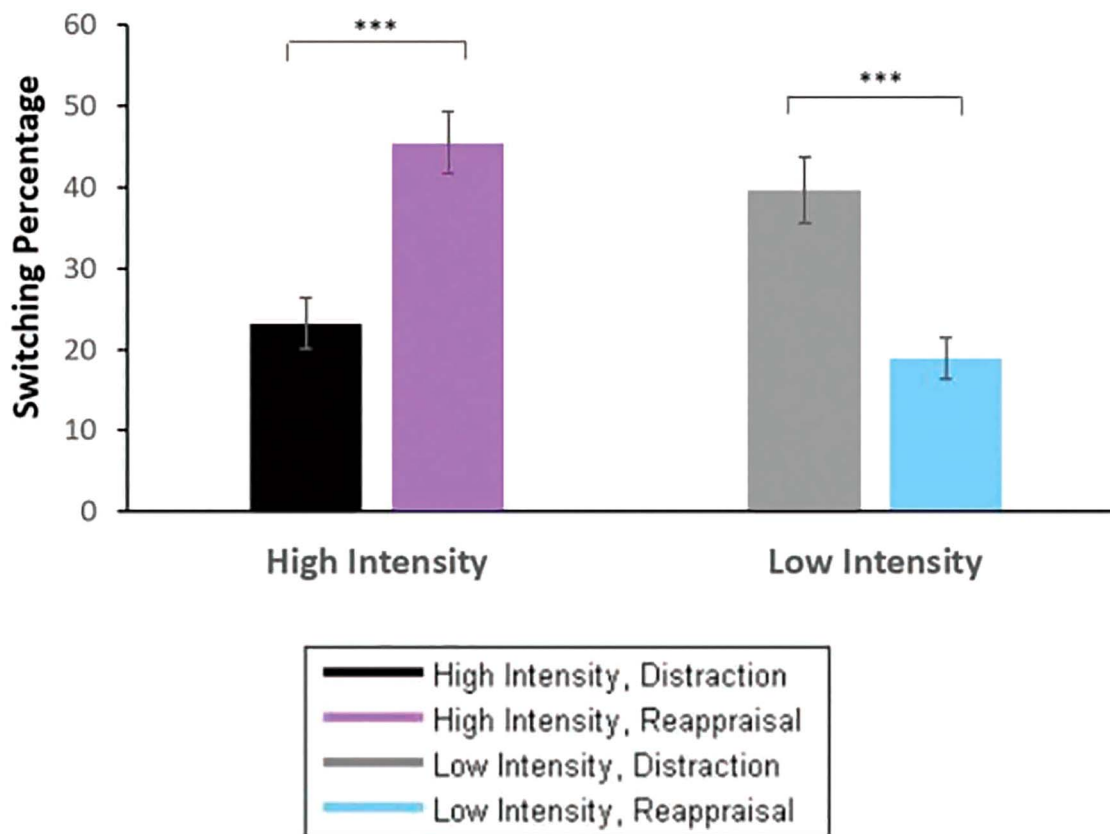 60
***
50
***
40
30
20
10
0
Switching Percentage
High Intensity
Low Intensity
High Intensity, Distraction
High Intensity, Reappraisal
Low Intensity, Distraction
Low Intensity, Reappraisal